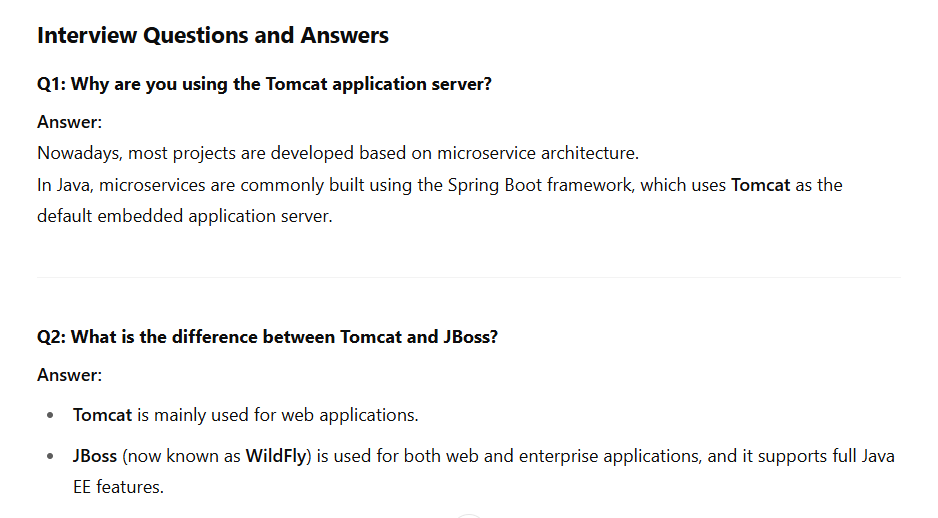 Interview Questions and Answers
Q1: Why are you using the Tomcat application server?
Answer:
Nowadays, most projects are developed based on microservice architecture.
In Java, microservices are commonly built using the Spring Boot framework, which uses Tomcat as the
default embedded application server.
Q2: What is the difference between Tomcat and JBoss?
Answer:
• Tomcat is mainly used for web applications.
• JBoss (now known as WildFly) is used for both web and enterprise applications, and it supports full Java
EE features.